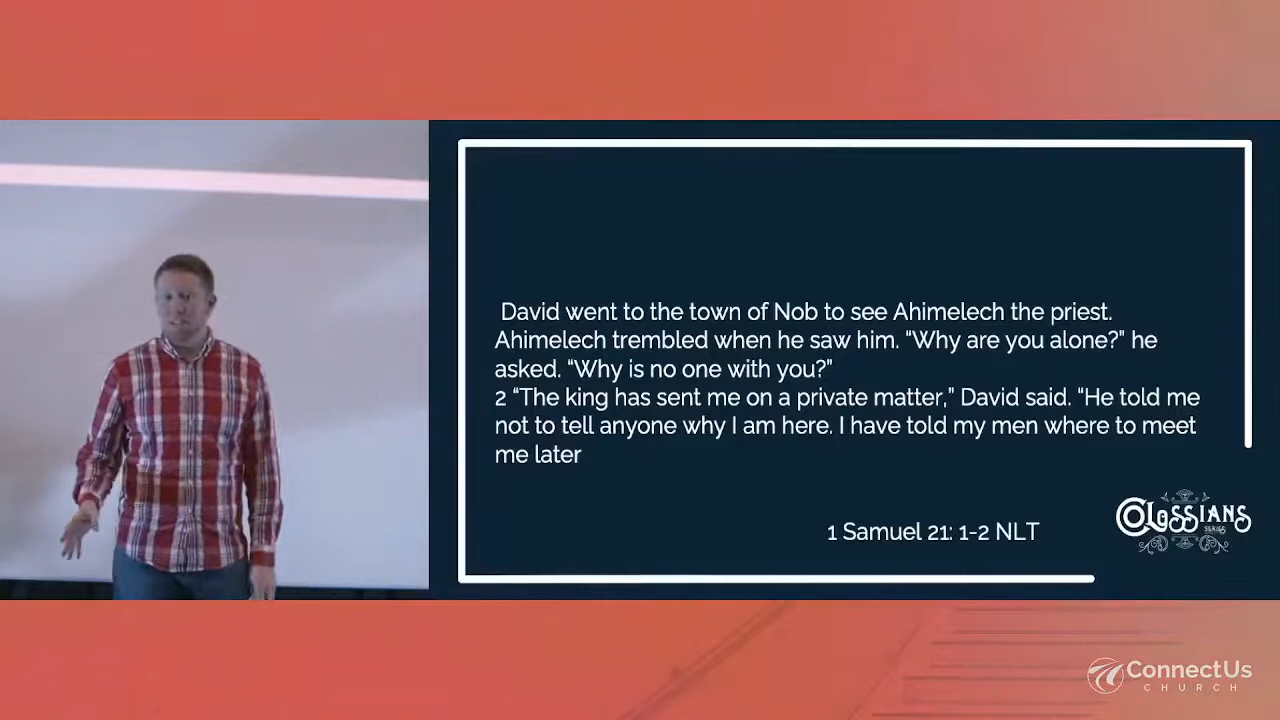 David went to the town of Nob to see Ahimelech the priest.
Ahimelech trembled when he saw him. “Why are you alone?” he
asked. “Why is no one with you?”
2 “The king has sent me on a private matter,” David said. “He told me
not to tell anyone why I am here. I have told my men where to meet
me later
1 Samuel 21: 1-2 NLT
COLOSSIANS
SERIES
ConnectUs
CHURCH